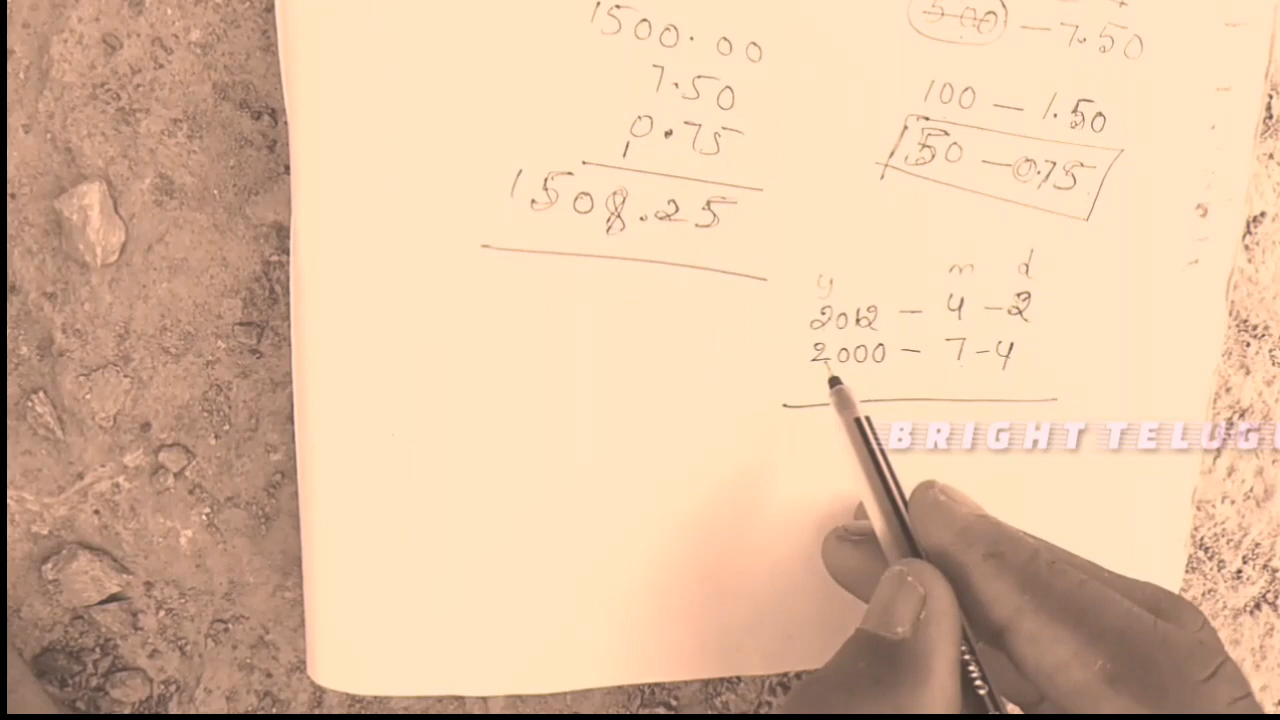 1500.00
7.50
0.75
1508.25
500 — 7.50
100 — 1.50
50 — 0.75
y m d
2012 — 4 — 2
2000 — 7 — 4
BRIGHT TELUG